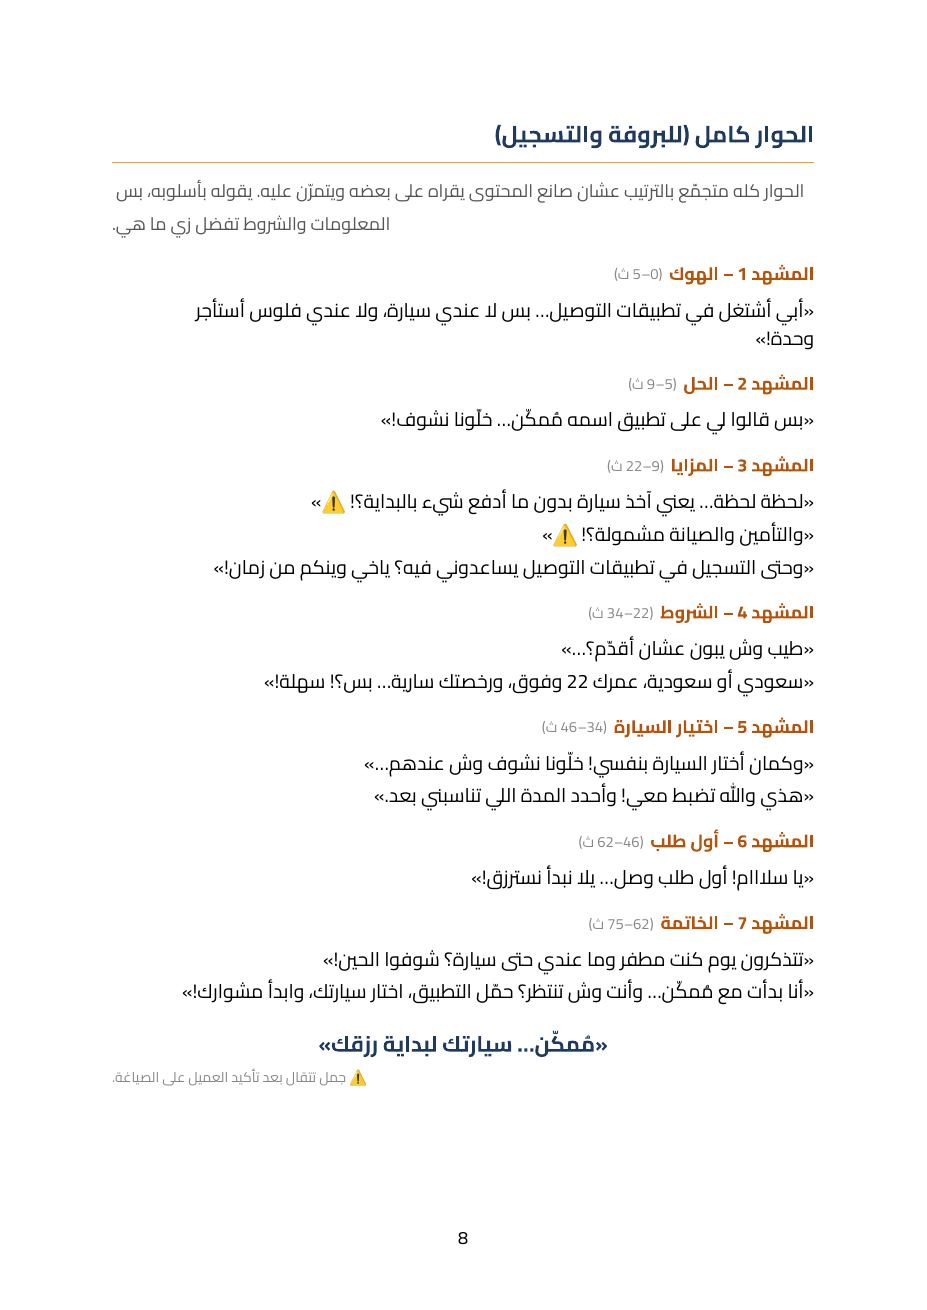 الحوار كامل (للبروفة والتسجيل)
الحوار كله متجمّع بالترتيب عشان صانع المحتوى يقراه على بعضه ويتمرّن عليه. يقوله بأسلوبه، بس
المعلومات والشروط تفضل زي ما هي.
المشهد 1 – الهوك (0–5 ث)
«أبي أشتغل في تطبيقات التوصيل... بس لا عندي سيارة، ولا عندي فلوس أستأجر
وحدة!»
المشهد 2 – الحل (5–9 ث)
«بس قالوا لي على تطبيق اسمه مُمكّن... خلّونا نشوف!»
المشهد 3 – المزايا (9–22 ث)
«لحظة لحظة... يعني آخذ سيارة بدون ما أدفع شيء بالبداية؟! ⚠️»
«والتأمين والصيانة مشمولة؟! ⚠️»
«وحتى التسجيل في تطبيقات التوصيل يساعدوني فيه؟ ياخي وينكم من زمان!»
المشهد 4 – الشروط (22–34 ث)
«طيب وش يبون عشان أقدّم؟...»
«سعودي أو سعودية، عمرك 22 وفوق، ورخصتك سارية... بس؟! سهلة!»
المشهد 5 – اختيار السيارة (34–46 ث)
«وكمان أختار السيارة بنفسي! خلّونا نشوف وش عندهم...»
«هذي والله تضبط معي! وأحدد المدة اللي تناسبني بعد.»
المشهد 6 – أول طلب (46–62 ث)
«يا سلااام! أول طلب وصل... يلا نبدأ نسترزق!»
المشهد 7 – الخاتمة (62–75 ث)
«تتذكرون يوم كنت مطفر وما عندي حتى سيارة؟ شوفوا الحين!»
«أنا بدأت مع مُمكّن... وأنت وش تنتظر؟ حمّل التطبيق، اختار سيارتك، وابدأ مشوارك!»
«مُمكّن... سيارتك لبداية رزقك»
⚠️ جمل تتقال بعد تأكيد العميل على الصياغة.
8